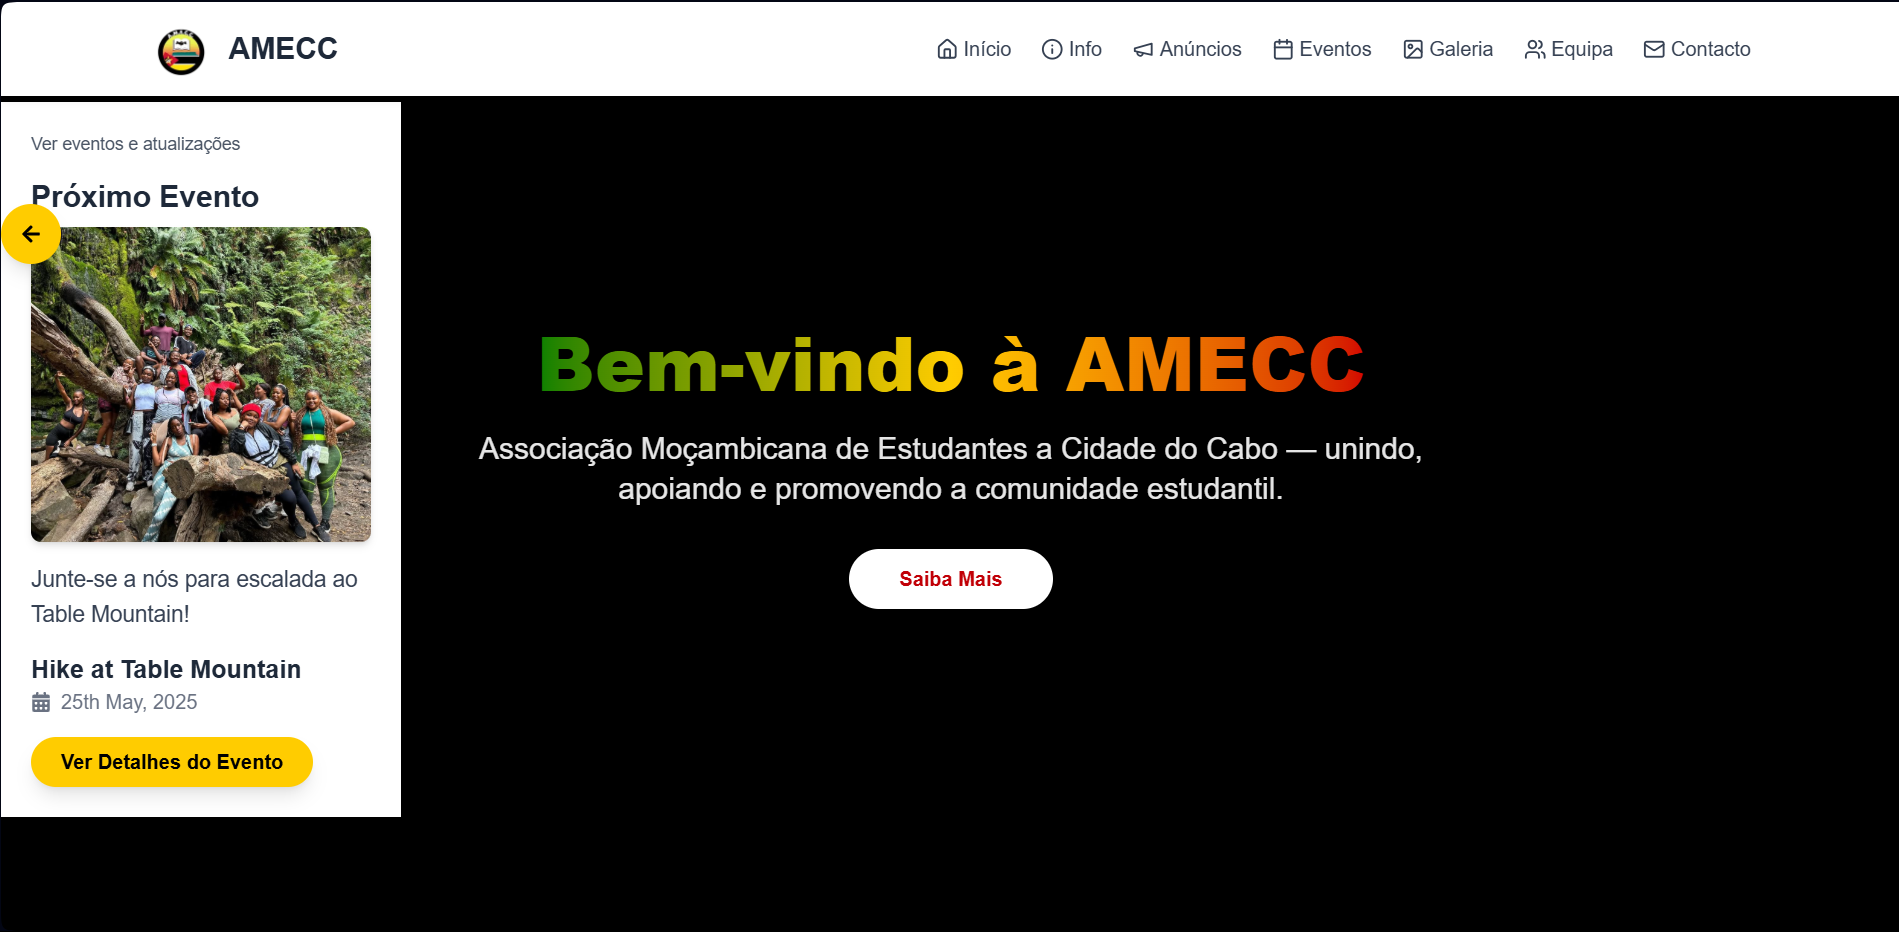 AMECC
Início
Info
Anúncios
Eventos
Galeria
Equipa
Contacto
Ver eventos e atualizações
Próximo Evento
Junte-se a nós para escalada ao
Table Mountain!
Hike at Table Mountain
25th May, 2025
Ver Detalhes do Evento
Bem-vindo à AMECC
Associação Moçambicana de Estudantes a Cidade do Cabo — unindo,
apoiando e promovendo a comunidade estudantil.
Saiba Mais